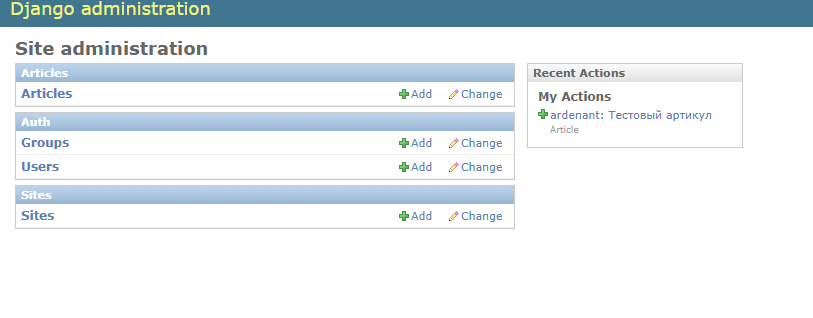 Django administration
Site administration
Articles
Articles Add Change
Auth
Groups Add Change
Users Add Change
Sites
Sites Add Change
Recent Actions
My Actions
ardenant: Тестовый артикул
Article